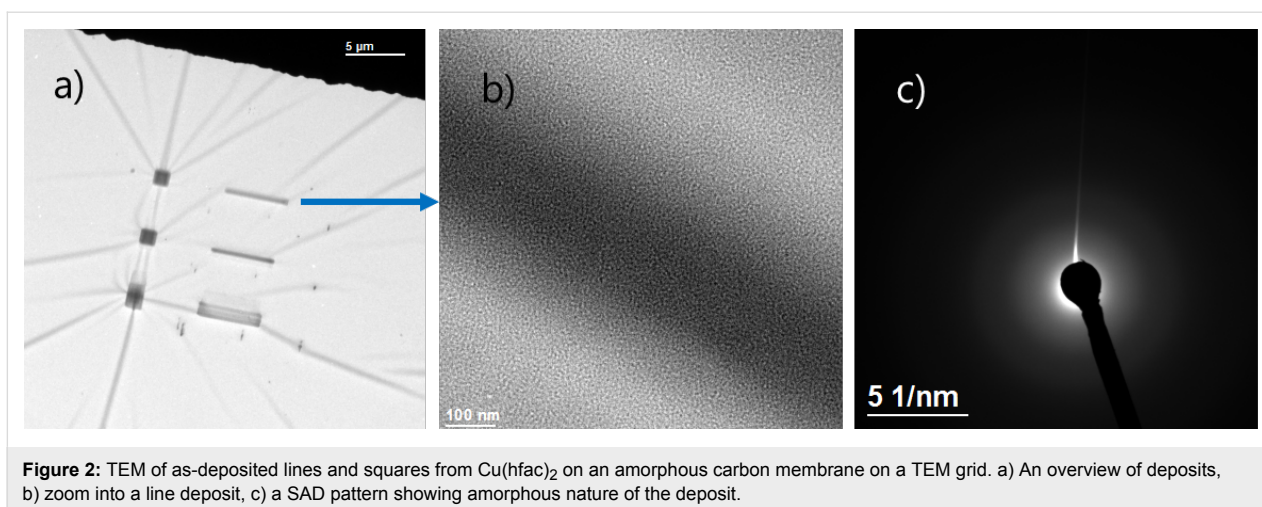 5 µm
a)
b)
c)
100 nm
5 1/nm
Figure 2: TEM of as-deposited lines and squares from Cu(hfac)2 on an amorphous carbon membrane on a TEM grid. a) An overview of deposits,
b) zoom into a line deposit, c) a SAD pattern showing amorphous nature of the deposit.